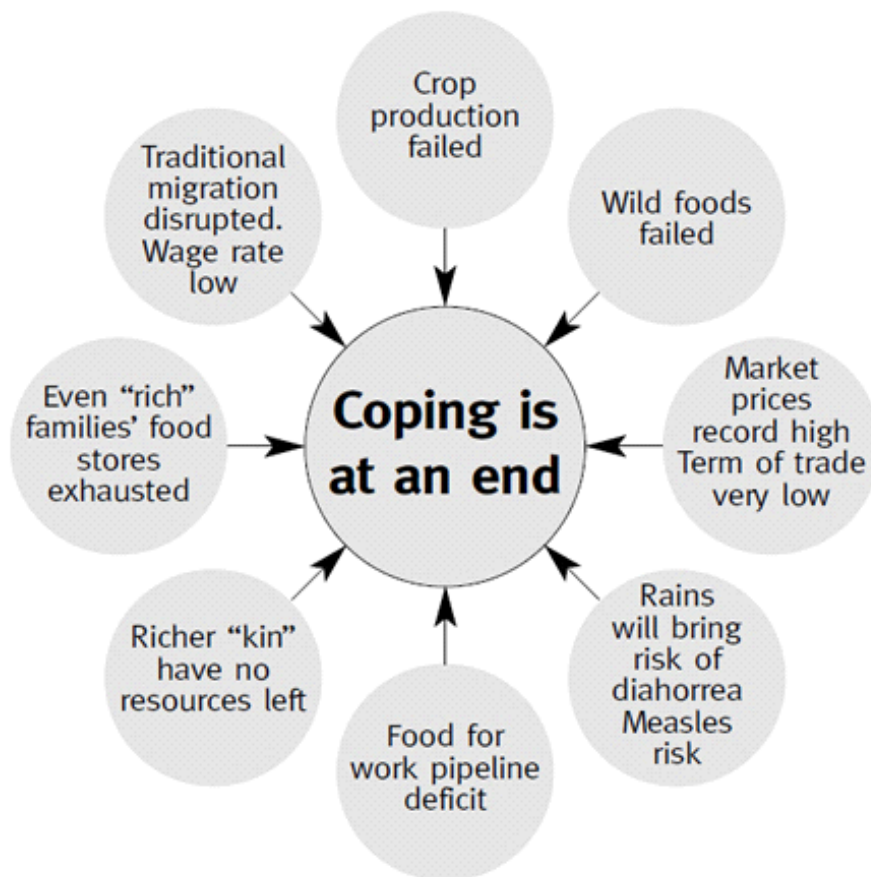 Crop
production
failed
Wild foods
failed
Market
prices
record high
Term of trade
very low
Rains
will bring
risk of
diahorrea
Measles
risk
Food for
work pipeline
deficit
Richer “kin”
have no
resources left
Even “rich”
families’ food
stores
exhausted
Traditional
migration
disrupted.
Wage rate
low
Coping is
at an end